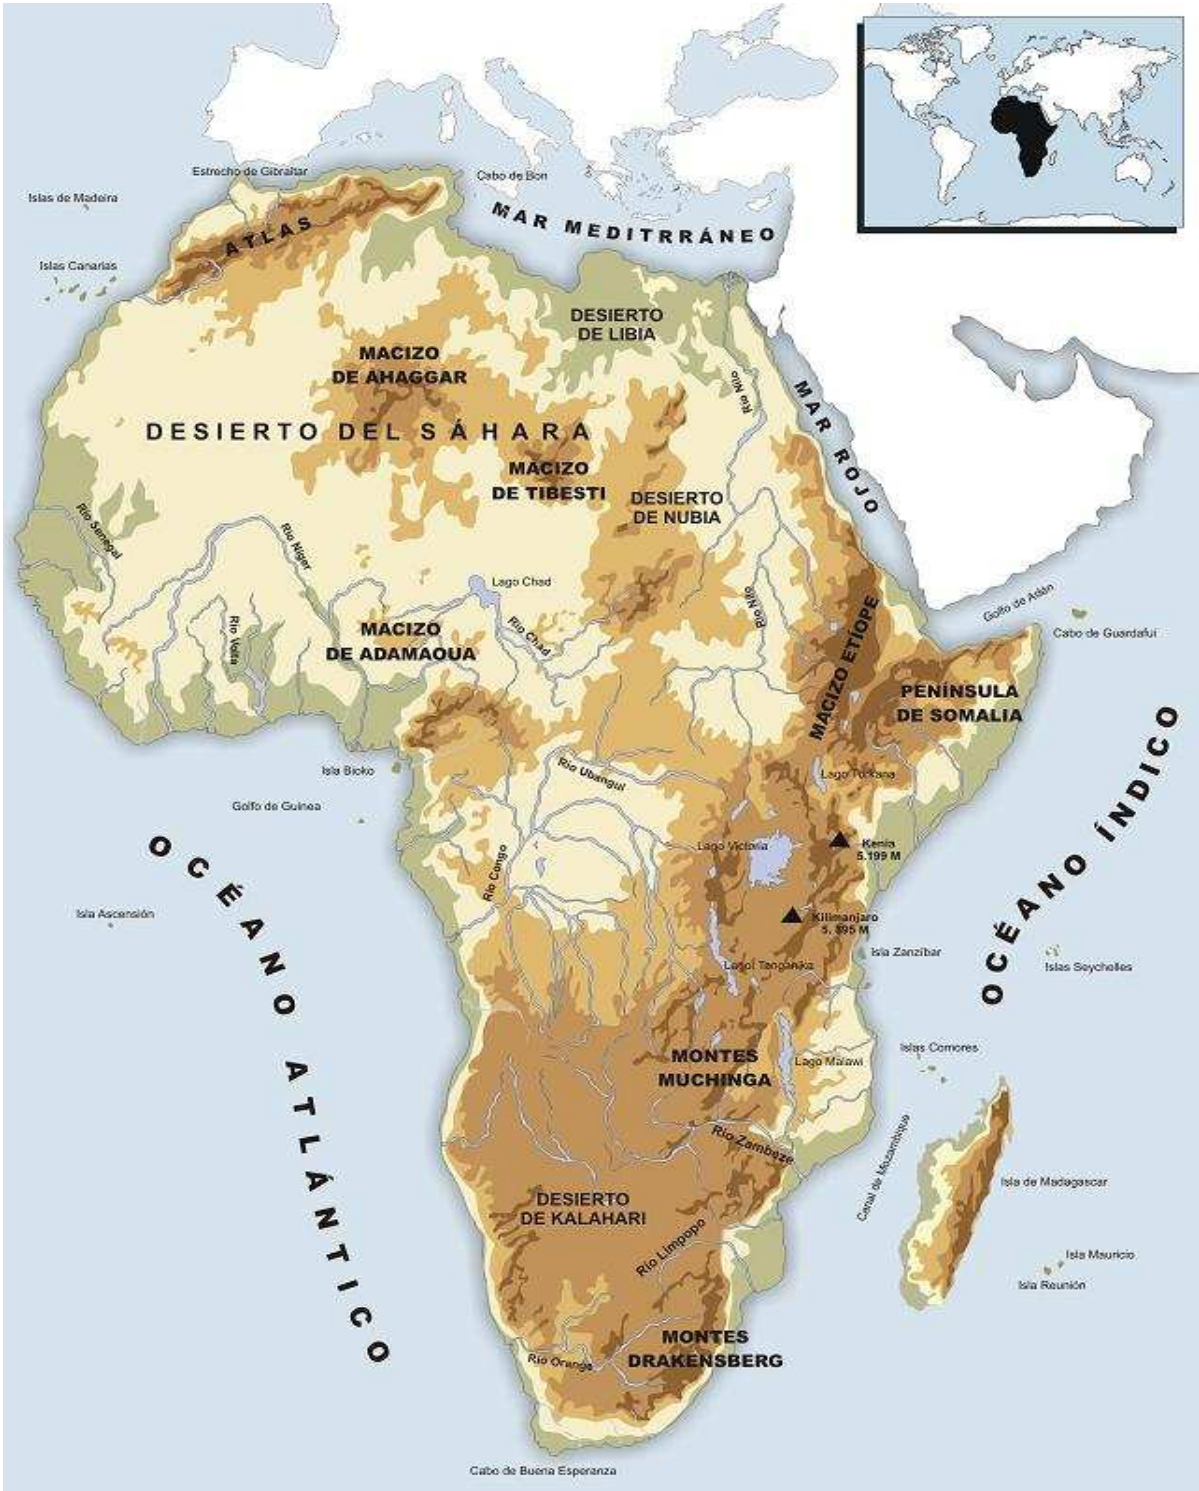 Estrecho de Gibraltar
Cabo de Bon
Islas de Madeira
MAR MEDITRRÁNEO
ATLAS
Islas Canarias
DESIERTO
DE LIBIA
MACIZO
DE AHAGGAR
Río Nilo
MAR ROJO
DESIERTO DEL SÁHARA
MACIZO
DE TIBESTI
DESIERTO
DE NUBIA
Río Senegal
Río Niger
Lago Chad
Golfo de Adén
Cabo de Guardafui
Río Nilo
Río Volta
MACIZO
DE ADAMAOUA
Río Chad
MACIZO ETÍOPE
PENÍNSULA
DE SOMALIA
Isla Bioko
Río Ubangui
Lago Turkana
Golfo de Guinea
OCÉANO ÍNDICO
Lago Victoria
Kenia
5.199 M
Río Congo
Isla Ascensión
Kilimanjaro
5. 895 M
OCÉANO ATLÁNTICO
Isla Zanzíbar
Lagol Tanganika
Islas Seychelles
Islas Comores
MONTES
MUCHINGA
Lago Malawi
Río Zambeze
Canal de Mozambique
Isla de Madagascar
DESIERTO
DE KALAHARI
Río Limpopo
Isla Mauricio
Isla Reunión
MONTES
DRAKENSBERG
Río Orange
Cabo de Buena Esperanza